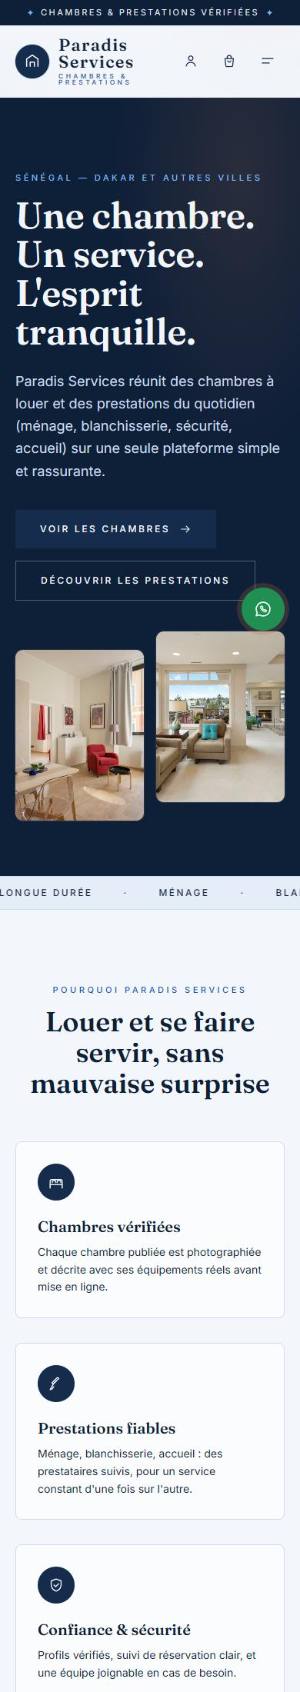 ✦ CHAMBRES & PRESTATIONS VÉRIFIÉES ✦
Paradis
Services
CHAMBRES &
PRESTATIONS
SÉNÉGAL — DAKAR ET AUTRES VILLES
Une chambre.
Un service.
L'esprit
tranquille.
Paradis Services réunit des chambres à
louer et des prestations du quotidien
(ménage, blanchisserie, sécurité,
accueil) sur une seule plateforme simple
et rassurante.
VOIR LES CHAMBRES →
DÉCOUVRIR LES PRESTATIONS
LONGUE DURÉE · MÉNAGE · BLA
POURQUOI PARADIS SERVICES
Louer et se faire
servir, sans
mauvaise surprise
Chambres vérifiées
Chaque chambre publiée est photographiée
et décrite avec ses équipements réels avant
mise en ligne.
Prestations fiables
Ménage, blanchisserie, accueil : des
prestataires suivis, pour un service
constant d'une fois sur l'autre.
Confiance & sécurité
Profils vérifiés, suivi de réservation clair, et
une équipe joignable en cas de besoin.